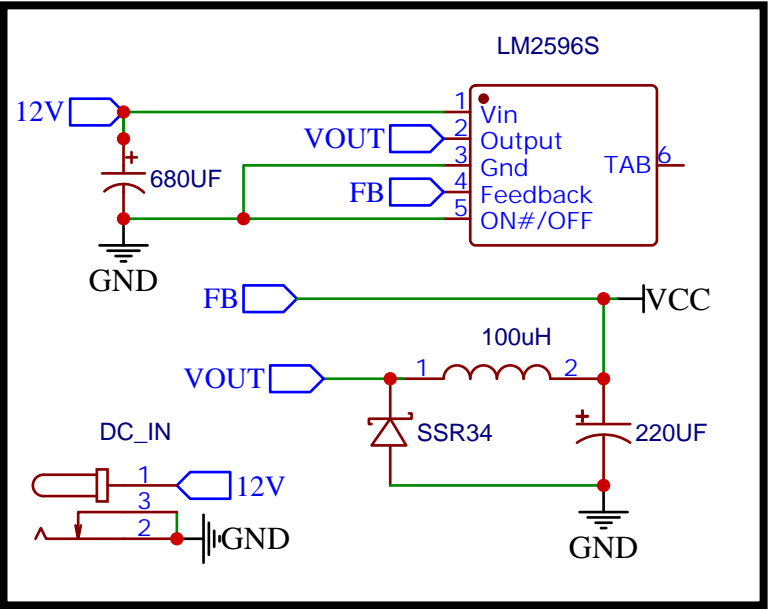 LM2596S
12V
1
Vin
VOUT
2
Output
3
Gnd
TAB
6
680UF
+
FB
4
Feedback
5
ON#/OFF
GND
FB
VCC
100uH
VOUT
1
2
+
DC_IN
SSR34
220UF
1
12V
3
2
GND
GND